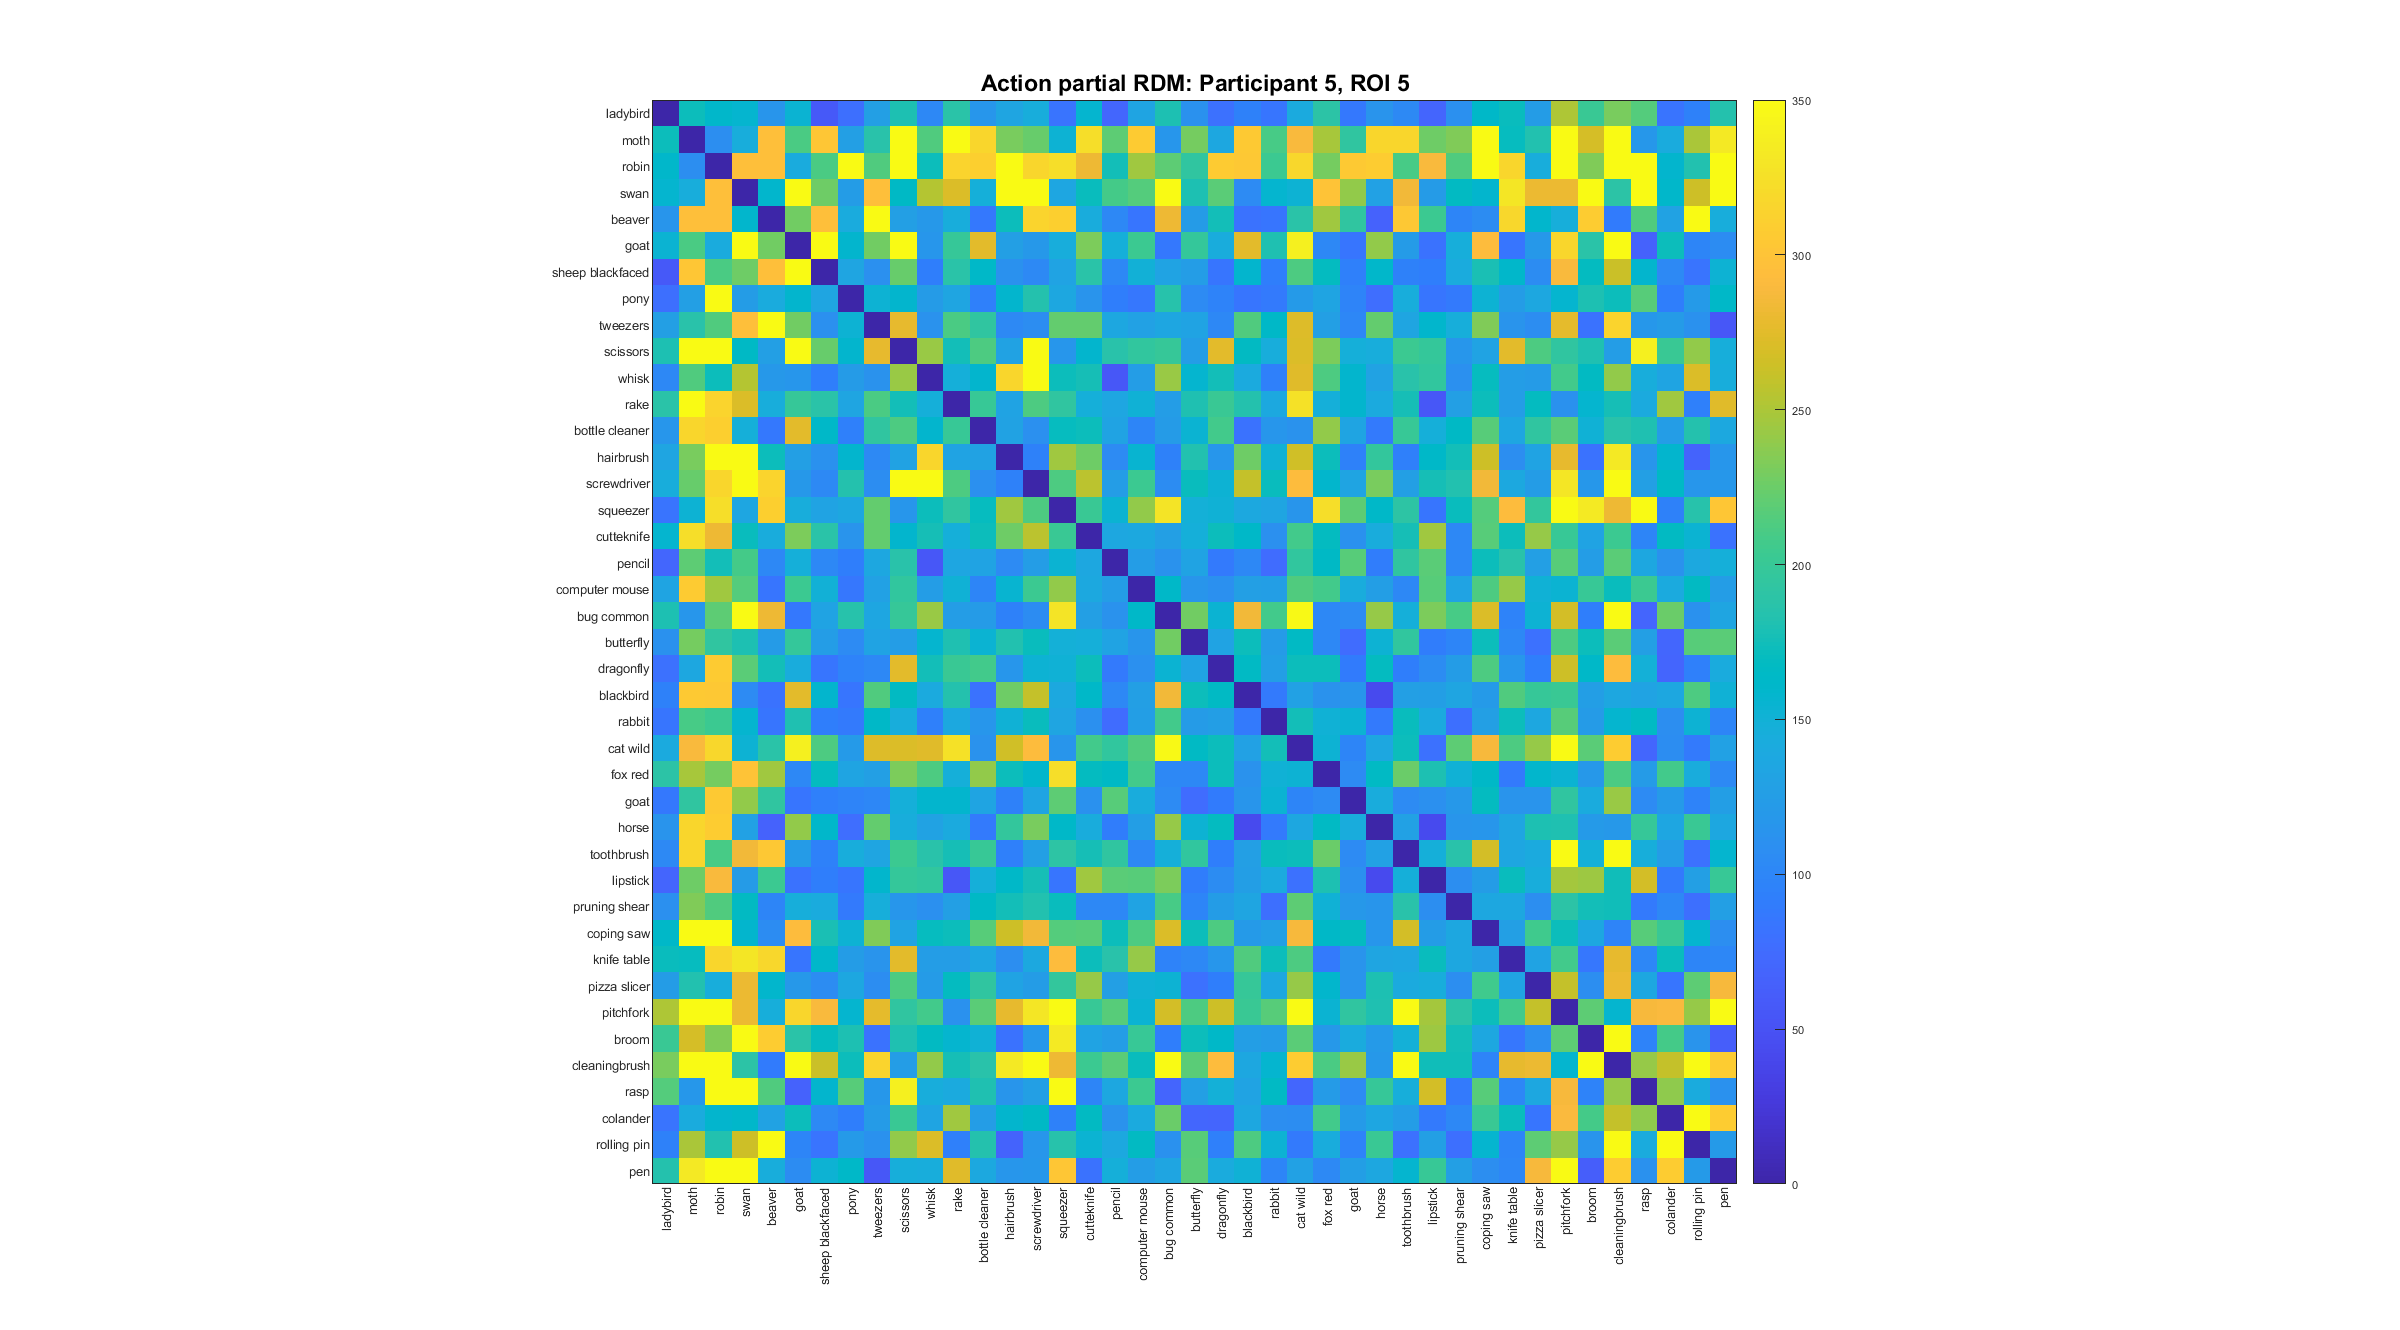 Action partial RDM: Participant 5, ROI 5
ladybird
moth
robin
swan
beaver
goat
sheep blackfaced
pony
tweezers
scissors
whisk
rake
bottle cleaner
hairbrush
screwdriver
squeezer
cutteknife
pencil
computer mouse
bug common
butterfly
dragonfly
blackbird
rabbit
cat wild
fox red
goat
horse
toothbrush
lipstick
pruning shear
coping saw
knife table
pizza slicer
pitchfork
broom
cleaningbrush
rasp
colander
rolling pin
pen
350
300
250
200
150
100
50
0
ladybird
moth
robin
swan
beaver
goat
sheep blackfaced
pony
tweezers
scissors
whisk
rake
bottle cleaner
hairbrush
screwdriver
squeezer
cutteknife
pencil
computer mouse
bug common
butterfly
dragonfly
blackbird
rabbit
cat wild
fox red
goat
horse
toothbrush
lipstick
pruning shear
coping saw
knife table
pizza slicer
pitchfork
broom
cleaningbrush
rasp
colander
rolling pin
pen